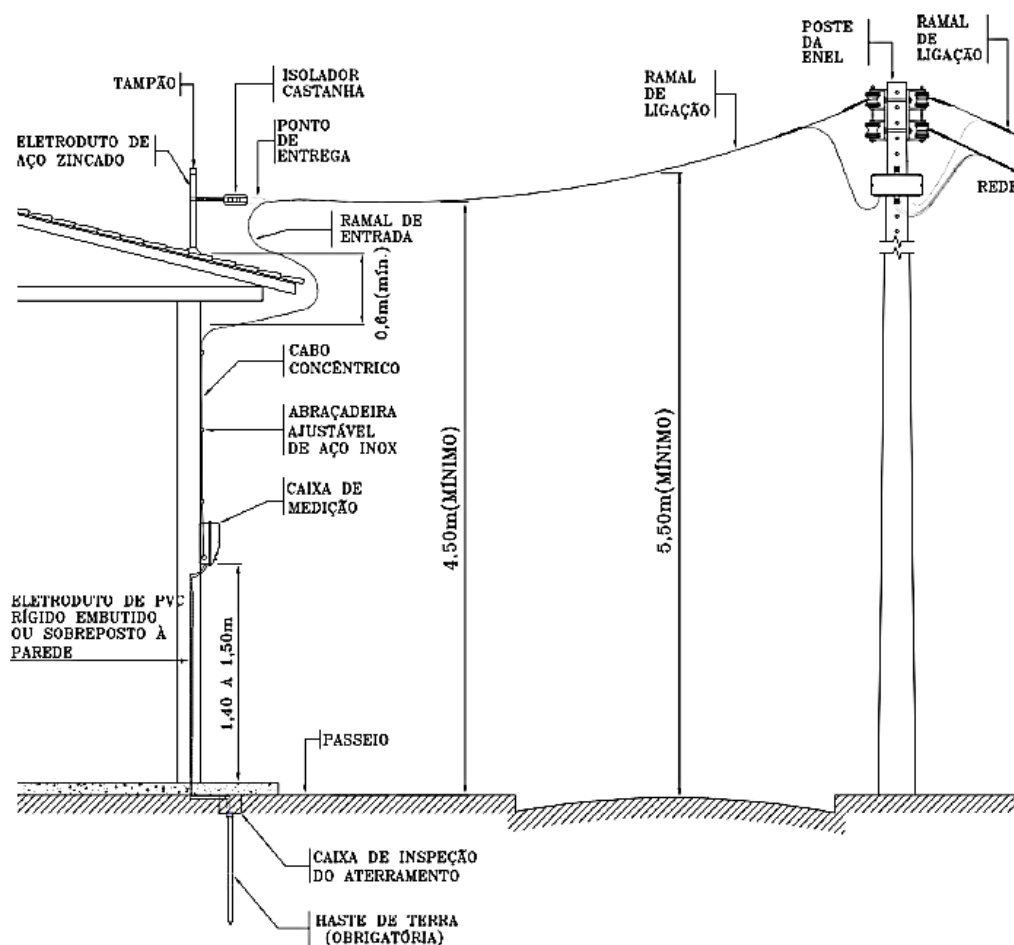 POSTE
DA
ENEL
RAMAL
DE
LIGAÇÃO
TAMPÃO
ISOLADOR
CASTANHA
RAMAL
DE
LIGAÇÃO
ELETRODUTO DE
AÇO ZINCADO
PONTO
DE
ENTREGA
REDE
RAMAL DE
ENTRADA
0,6m(mín.)
CABO
CONCÊNTRICO
ABRAÇADEIRA
AJUSTÁVEL
DE AÇO INOX
CAIXA DE
MEDIÇÃO
4.50m(MÍNIMO)
5,50m(MÍNIMO)
ELETRODUTO DE PVC
RÍGIDO EMBUTIDO
OU SOBREPOSTO À
PAREDE
1,40 A 1,50m
PASSEIO
CAIXA DE INSPEÇÃO
DO ATERRAMENTO
HASTE DE TERRA
(OBRIGATÓRIA)